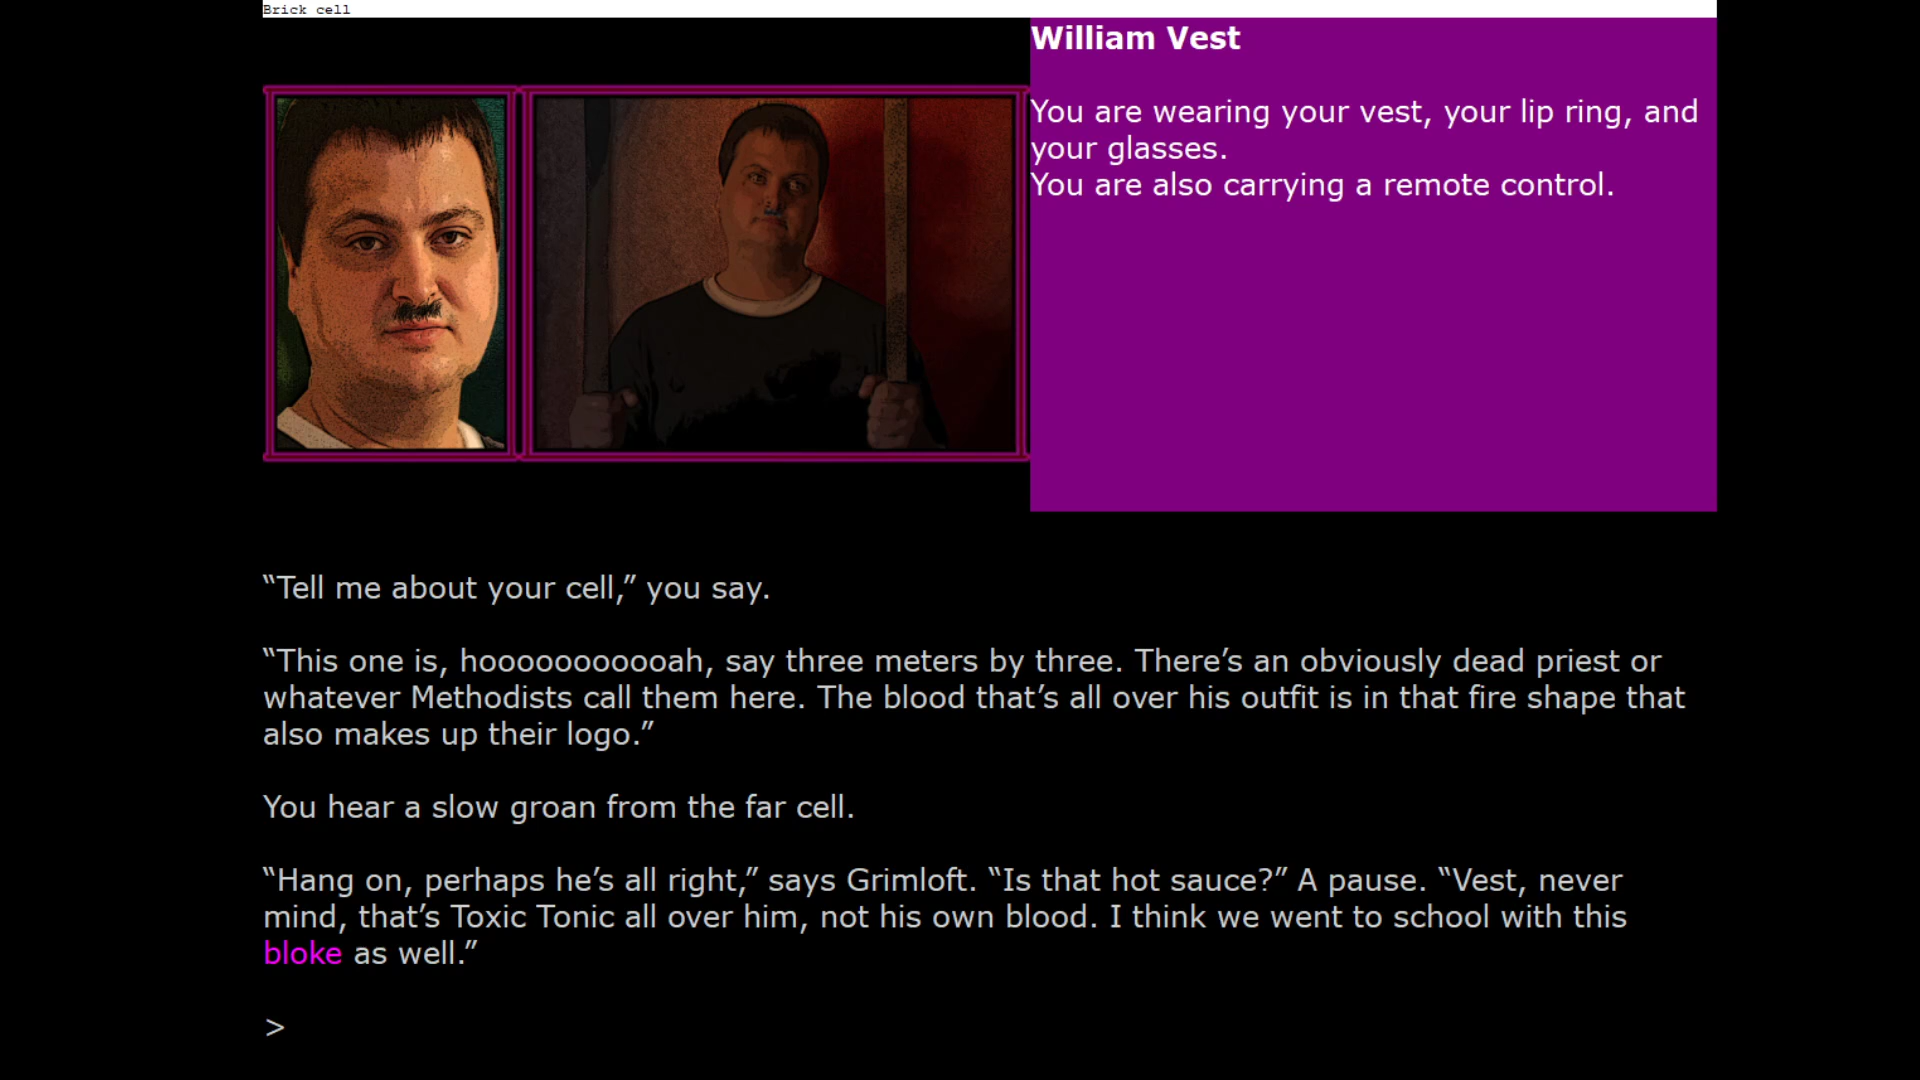 Brick cell
William Vest
You are wearing your vest, your lip ring, and
your glasses.
You are also carrying a remote control.
“Tell me about your cell,” you say.
“This one is, hooooooooooah, say three meters by three. There’s an obviously dead priest or
whatever Methodists call them here. The blood that’s all over his outfit is in that fire shape that
also makes up their logo.”
You hear a slow groan from the far cell.
“Hang on, perhaps he’s all right,” says Grimloft. “Is that hot sauce?” A pause. “Vest, never
mind, that’s Toxic Tonic all over him, not his own blood. I think we went to school with this
bloke as well.”
>